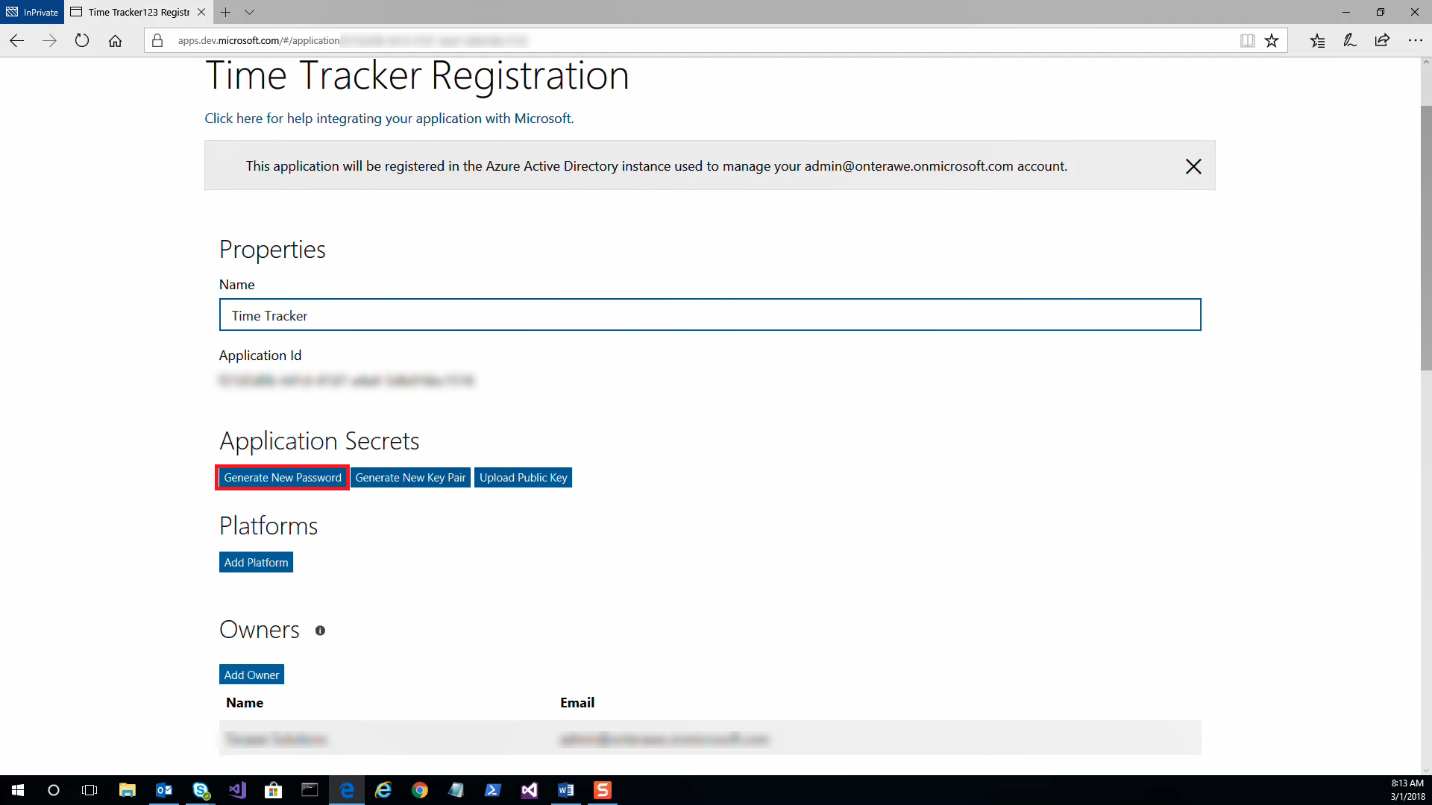 InPrivate
Time Tracker123 Registr
apps.dev.microsoft.com/#/application
Time Tracker Registration
Click here for help integrating your application with Microsoft.
This application will be registered in the Azure Active Directory instance used to manage your admin@onterawe.onmicrosoft.com account.
Properties
Name
Time Tracker
Application Id
Application Secrets
Generate New Password Generate New Key Pair Upload Public Key
Platforms
Add Platform
Owners
Add Owner
Name Email
8:13 AM
3/1/2018